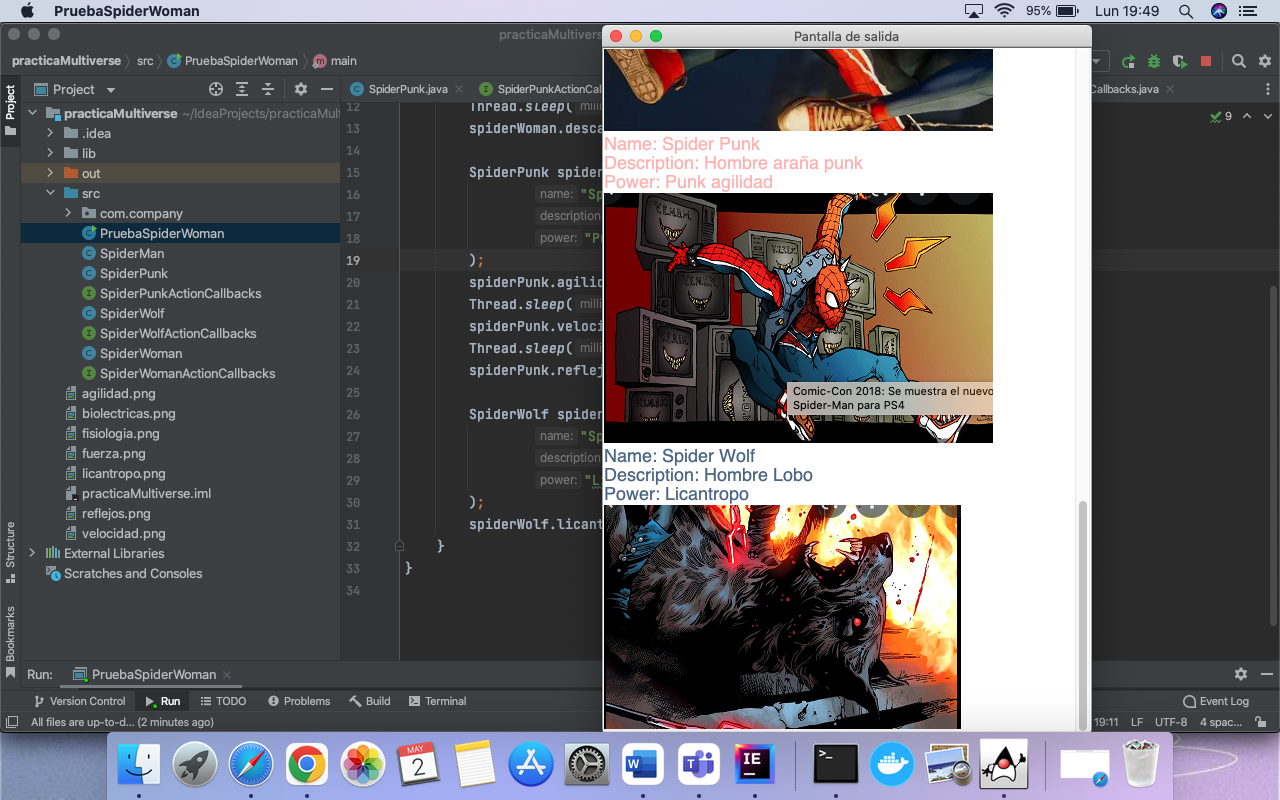 PruebaSpiderWoman
95%
Lun 19:49
practicaMultiverse
Pantalla de salida
practicaMultiverse
src
PruebaSpiderWoman
main
Project
Project
SpiderPunk.java
SpiderPunkActionCal
Callbacks.java
practicaMultiverse ~/IdeaProjects/practicaMult
.idea
lib
out
src
com.company
PruebaSpiderWoman
SpiderMan
SpiderPunk
SpiderPunkActionCallbacks
SpiderWolf
SpiderWolfActionCallbacks
SpiderWoman
SpiderWomanActionCallbacks
agilidad.png
biolectricas.png
fisiologia.png
fuerza.png
licantropo.png
practicaMultiverse.iml
reflejos.png
velocidad.png
External Libraries
Scratches and Consoles
Structure
Bookmarks
9
12 Thread.sleep( milli
13 spiderWoman.desca
14
15 SpiderPunk spider
16 name: "Sp
17 description
18 power: "Pu
19 );
20 spiderPunk.agilid
21 Thread.sleep( milli
22 spiderPunk.veloci
23 Thread.sleep( milli
24 spiderPunk.reflej
25
26 SpiderWolf spider
27 name: "Sp
28 description
29 power: "L
30 );
31 spiderWolf.licant
32 }
33 }
34
Name: Spider Punk
Description: Hombre araña punk
Power: Punk agilidad
V.E.N.O.M.
Comic-Con 2018: Se muestra el nuevo
Spider-Man para PS4
Name: Spider Wolf
Description: Hombre Lobo
Power: Licantropo
Run: PruebaSpiderWoman
Version Control
Run
TODO
Problems
Build
Terminal
Event Log
All files are up-to-d... (2 minutes ago)
19:11 LF UTF-8 4 spac...
MAY
2
W
T
IE
>_